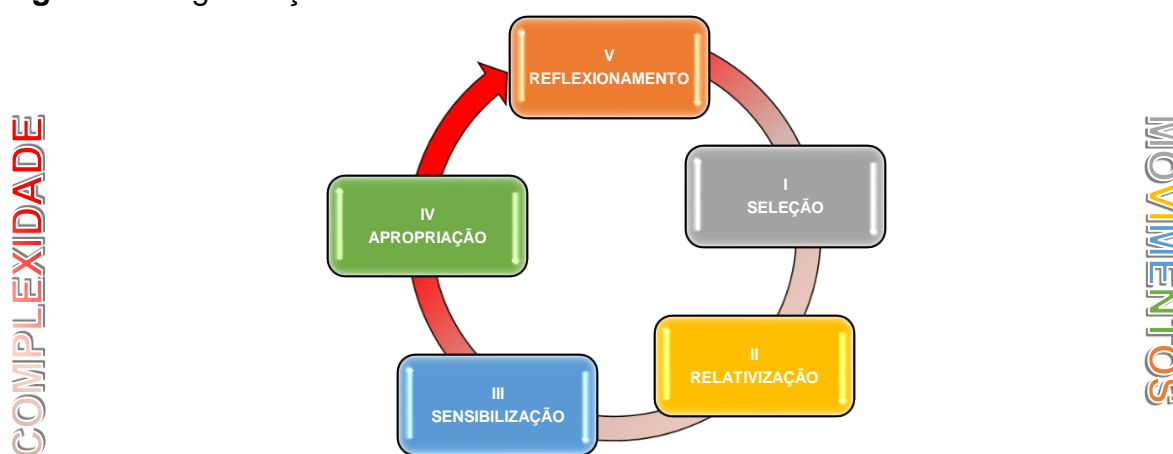 V
REFLEXIONAMENTO
I
SELEÇÃO
IV
APROPRIAÇÃO
II
RELATIVIZAÇÃO
III
SENSIBILIZAÇÃO
COMPLEXIDADE
MOVIMENTOS